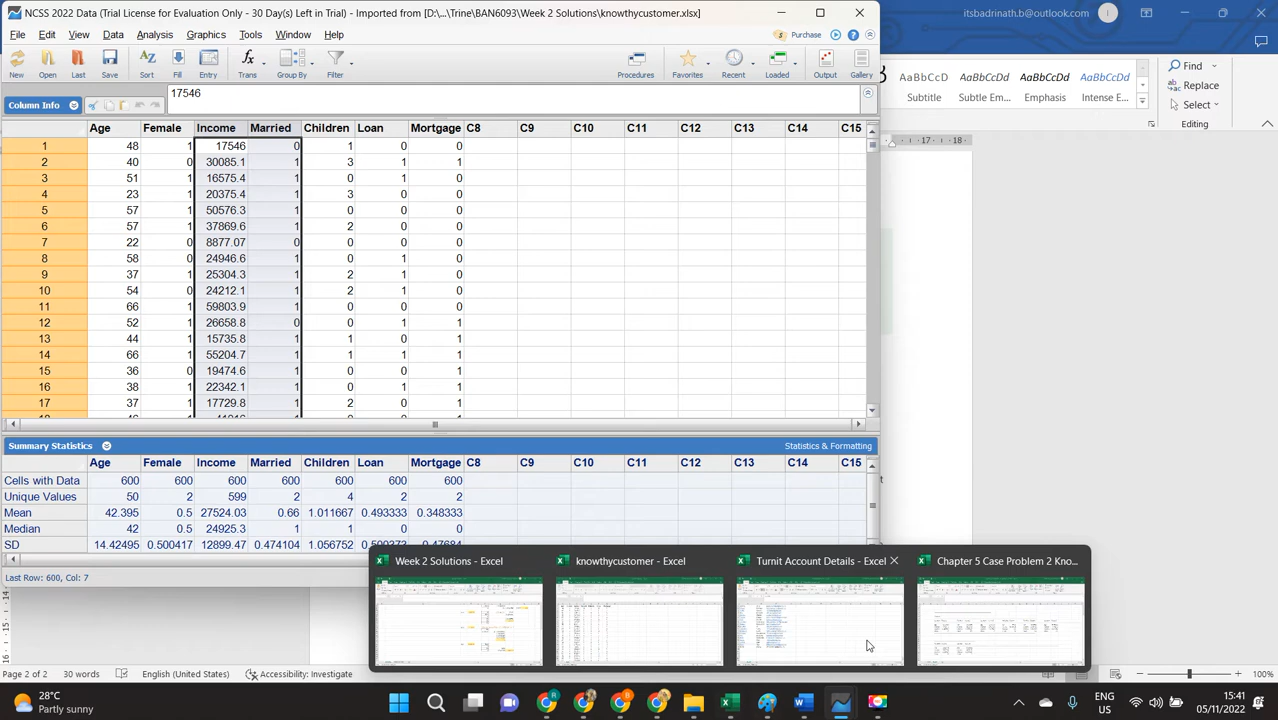 NCSS 2022 Data (Trial License for Evaluation Only - 30 Day(s) Left in Trial) - Imported from [D:\...\Trine\BAN6093\Week 2 Solutions\knowthycustomer.xlsx]
itsbadrinath.b@outlook.com I
File Edit View Data Analysis Graphics Tools Window Help
Purchase
New Open Last Save Sort Fill Entry Trans Group By Filter Procedures Favorites Recent Loaded Output Gallery
AaBbCcD AaBbCcDd AaBbCcDd AaBbCcDd
Subtitle Subtle Em... Emphasis Intense E...
Find
Replace
Select
Editing
Column Info
17546
17 18
Age Female Income Married Children Loan Mortgage C8 C9 C10 C11 C12 C13 C14 C15
1 48 1 17546 0 1 0 0
2 40 0 30085.1 1 3 1 1
3 51 1 16575.4 1 0 1 0
4 23 1 20375.4 1 3 0 0
5 57 1 50576.3 1 0 0 0
6 57 1 37869.6 1 2 0 0
7 22 0 8877.07 0 0 0 0
8 58 0 24946.6 1 0 1 0
9 37 1 25304.3 1 2 1 0
10 54 0 24212.1 1 2 1 0
11 66 1 59803.9 1 0 0 0
12 52 1 26658.8 0 0 1 1
13 44 1 15735.8 1 1 0 1
14 66 1 55204.7 1 1 1 1
15 36 0 19474.6 1 0 0 1
16 38 1 22342.1 1 0 1 1
17 37 1 17729.8 1 2 0 1
Summary Statistics Statistics & Formatting
Age Female Income Married Children Loan Mortgage C8 C9 C10 C11 C12 C13 C14 C15
Cells with Data 600 600 600 600 600 600 600
Unique Values 50 2 599 2 4 2 2
Mean 42.395 0.5 27524.03 0.66 1.011667 0.493333 0.348333
Median 42 0.5 24925.3 1 1 0 0
SD 14.42495 0.500417 12899.47 0.474104 1.056752 0.500373 0.47684
Last Row: 600, Col: 7
Week 2 Solutions - Excel
knowthycustomer - Excel
Turnit Account Details - Excel
Chapter 5 Case Problem 2 Kno...
Page 2 of 2 30 words English (United States) Accessibility: Investigate 100%
28°C
Partly sunny
ENG
US
15:41
05/11/2022